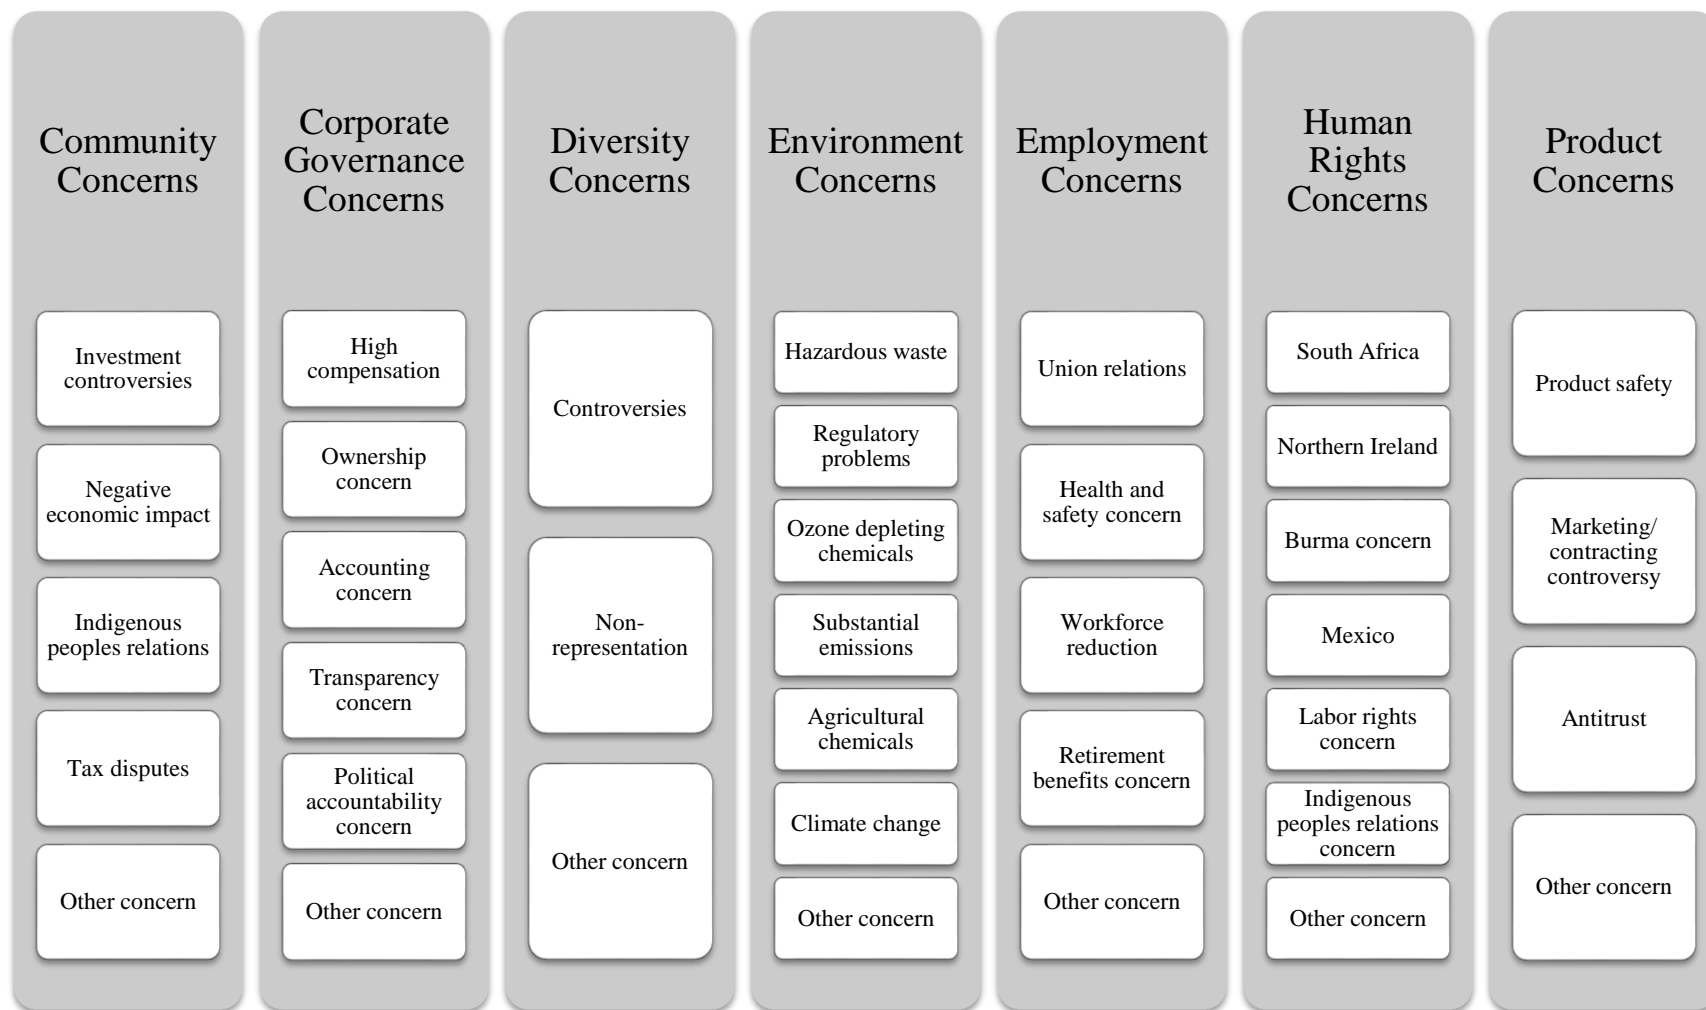 Community
Concerns
Investment
controversies
Negative
economic impact
Indigenous
peoples relations
Tax disputes
Other concern
Corporate
Governance
Concerns
High
compensation
Ownership
concern
Accounting
concern
Transparency
concern
Political
accountability
concern
Other concern
Diversity
Concerns
Controversies
Non-
representation
Other concern
Environment
Concerns
Hazardous waste
Regulatory
problems
Ozone depleting
chemicals
Substantial
emissions
Agricultural
chemicals
Climate change
Other concern
Employment
Concerns
Union relations
Health and
safety concern
Workforce
reduction
Retirement
benefits concern
Other concern
Human
Rights
Concerns
South Africa
Northern Ireland
Burma concern
Mexico
Labor rights
concern
Indigenous
peoples relations
concern
Other concern
Product
Concerns
Product safety
Marketing/
contracting
controversy
Antitrust
Other concern